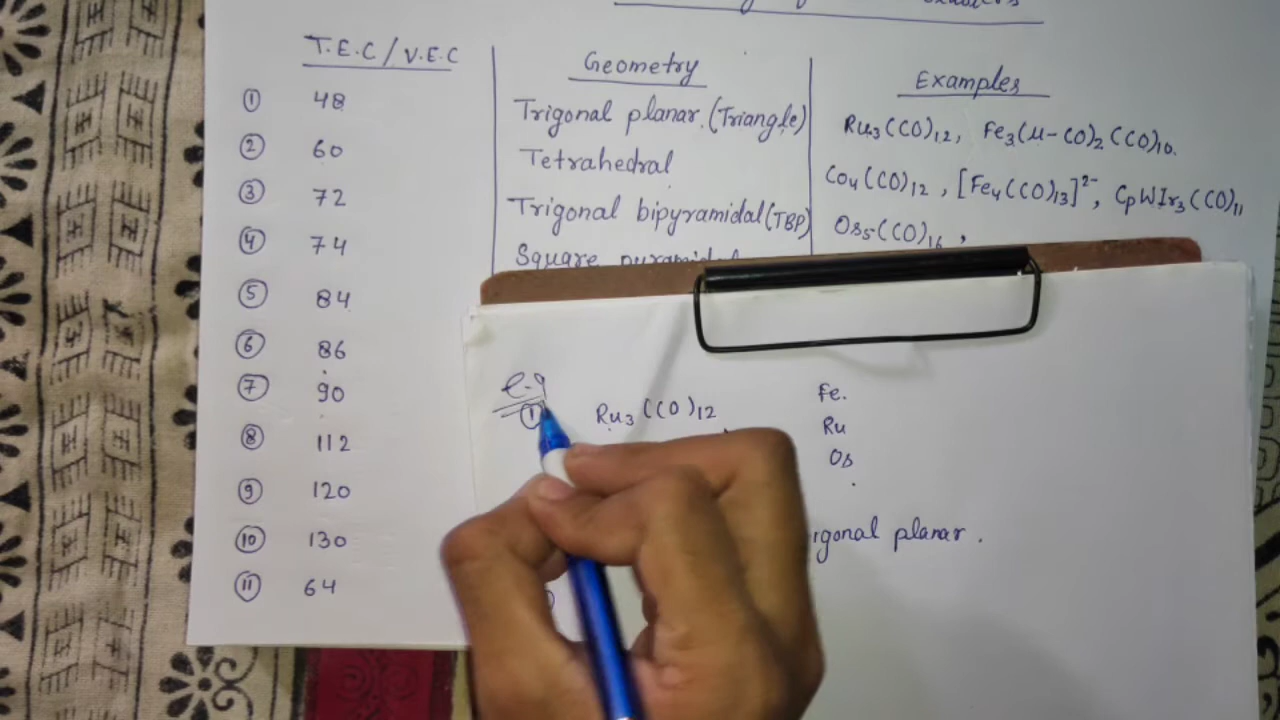 T.E.C / V.E.C
Geometry
Examples
① 48
Trigonal planar. (Triangle)
Ru₃(CO)₁₂, Fe₃(μ-CO)₂(CO)₁₀.
② 60
Tetrahedral
Co₄(CO)₁₂, [Fe₄(CO)₁₃]²⁻, CpWIr₃(CO)₁₁
③ 72
Trigonal bipyramidal (TBP)
Os₅(CO)₁₆,
④ 74
Square pyramidal
⑤ 84
⑥ 86
⑦ 90
⑧ 112
⑨ 120
⑩ 130
⑪ 64
e.g
① Ru₃(CO)₁₂
Fe.
Ru
Os
planar.